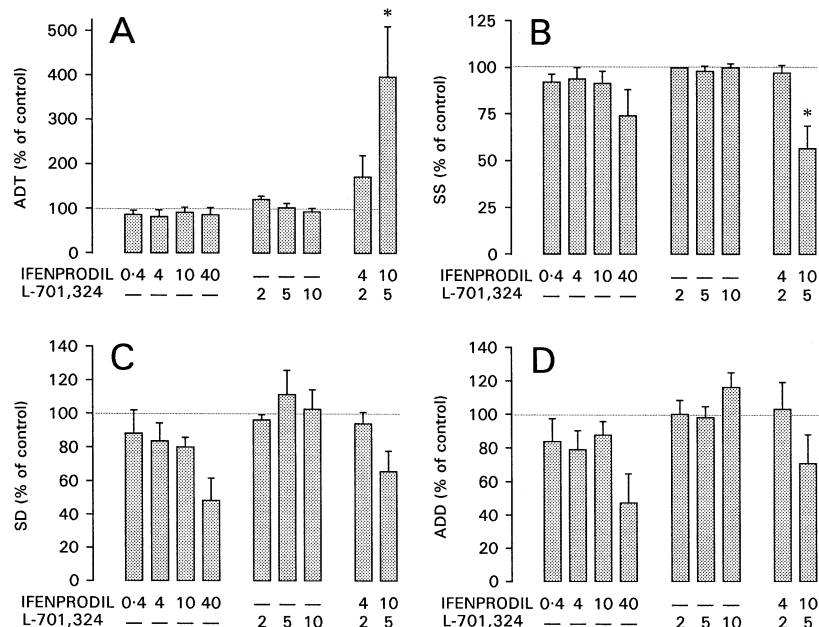 A
ADT (% of control)
500
400
300
200
100
0
*
IFENPRODIL 0·4 4 10 40 — — — 4 10
L-701,324 — — — — 2 5 10 2 5
B
SS (% of control)
125
100
75
50
25
0
*
IFENPRODIL 0·4 4 10 40 — — — 4 10
L-701,324 — — — — 2 5 10 2 5
C
SD (% of control)
140
120
100
80
60
40
20
0
IFENPRODIL 0·4 4 10 40 — — — 4 10
L-701,324 — — — — 2 5 10 2 5
D
ADD (% of control)
140
120
100
80
60
40
20
0
IFENPRODIL 0·4 4 10 40 — — — 4 10
L-701,324 — — — — 2 5 10 2 5